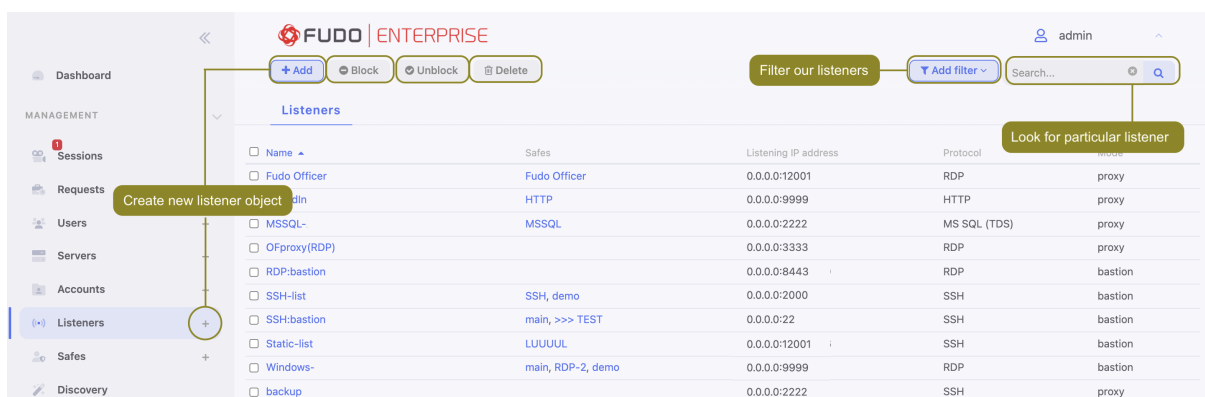 FUDO ENTERPRISE
admin
+ Add Block Unblock Delete
Filter our listeners
Add filter
Search...
Dashboard
Listeners
Look for particular listener
MANAGEMENT
1
Sessions
Requests
Create new listener object
Users
Servers
Accounts
Listeners +
Safes +
Discovery
Name Safes Listening IP address Protocol Mode
Fudo Officer Fudo Officer 0.0.0.0:12001 RDP proxy
HTTP 0.0.0.0:9999 HTTP proxy
MSSQL- MSSQL 0.0.0.0:2222 MS SQL (TDS) proxy
OFproxy(RDP) 0.0.0.0:3333 RDP proxy
RDP:bastion 0.0.0.0:8443 RDP bastion
SSH-list SSH, demo 0.0.0.0:2000 SSH bastion
SSH:bastion main, >>> TEST 0.0.0.0:22 SSH bastion
Static-list LUUUUL 0.0.0.0:12001 SSH bastion
Windows- main, RDP-2, demo 0.0.0.0:9999 RDP bastion
backup 0.0.0.0:2222 SSH proxy